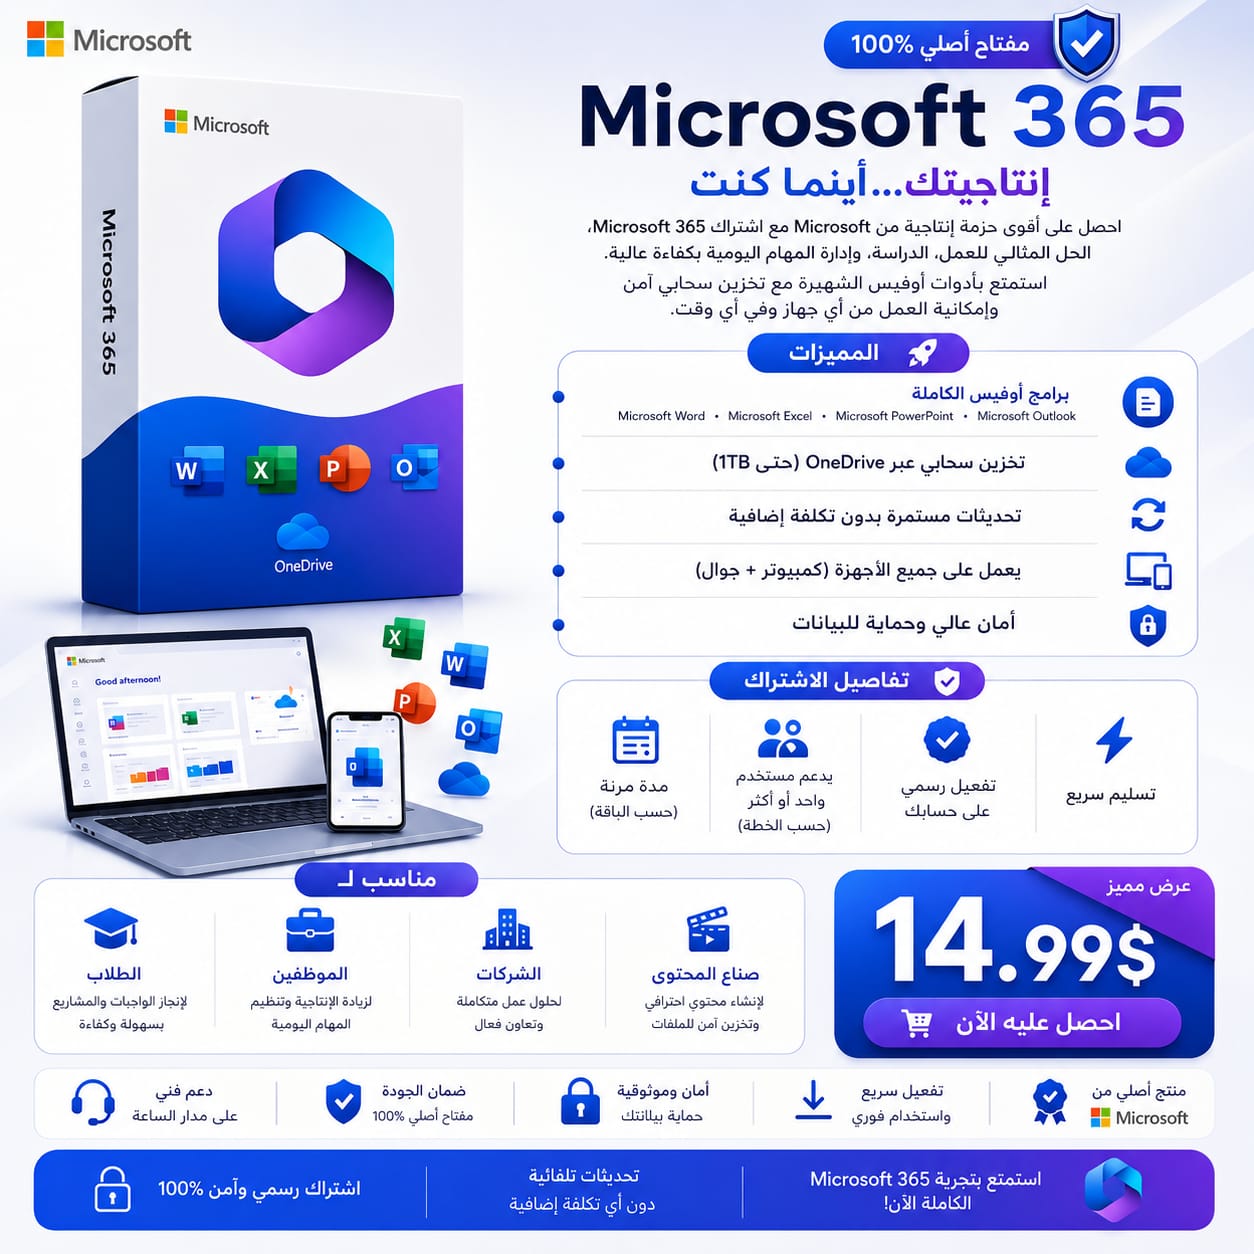 Microsoft
مفتاح أصلي 100%
Microsoft 365
إنتاجيتك...أينما كنت
احصل على أقوى حزمة إنتاجية من Microsoft مع اشتراك Microsoft 365،
الحل المثالي للعمل، الدراسة، وإدارة المهام اليومية بكفاءة عالية.
استمتع بأدوات أوفيس الشهيرة مع تخزين سحابي آمن
وإمكانية العمل من أي جهاز وفي أي وقت.
Microsoft
Microsoft 365
W
X
P
O
OneDrive
المميزات
برامج أوفيس الكاملة
Microsoft Word • Microsoft Excel • Microsoft PowerPoint • Microsoft Outlook
تخزين سحابي عبر OneDrive (حتى 1TB)
تحديثات مستمرة بدون تكلفة إضافية
يعمل على جميع الأجهزة (كمبيوتر + جوال)
أمان عالي وحماية للبيانات
Microsoft
Good afternoon!
X
W
P
O
O
تفاصيل الاشتراك
تسليم سريع
تفعيل رسمي
على حسابك
يدعم مستخدم
واحد أو أكثر
(حسب الخطة)
مدة مرنة
(حسب الباقة)
مناسب لـ
صناع المحتوى
لإنشاء محتوي احترافي
وتخزين آمن للملفات
الشركات
لحلول عمل متكاملة
وتعاون فعال
الموظفين
لزيادة الإنتاجية وتنظيم
المهام اليومية
الطلاب
لإنجاز الواجبات والمشاريع
بسهولة وكفاءة
عرض مميز
14.99$
احصل عليه الآن
منتج أصلي من
Microsoft
تفعيل سريع
واستخدام فوري
أمان وموثوقية
حماية بيانتك
ضمان الجودة
مفتاح أصلي 100%
دعم فني
على مدار الساعة
استمتع بتجربة Microsoft 365
الكاملة الآن!
تحديثات تلفائية
دون أي تكلفة إضافية
اشتراك رسمي وآمن 100%